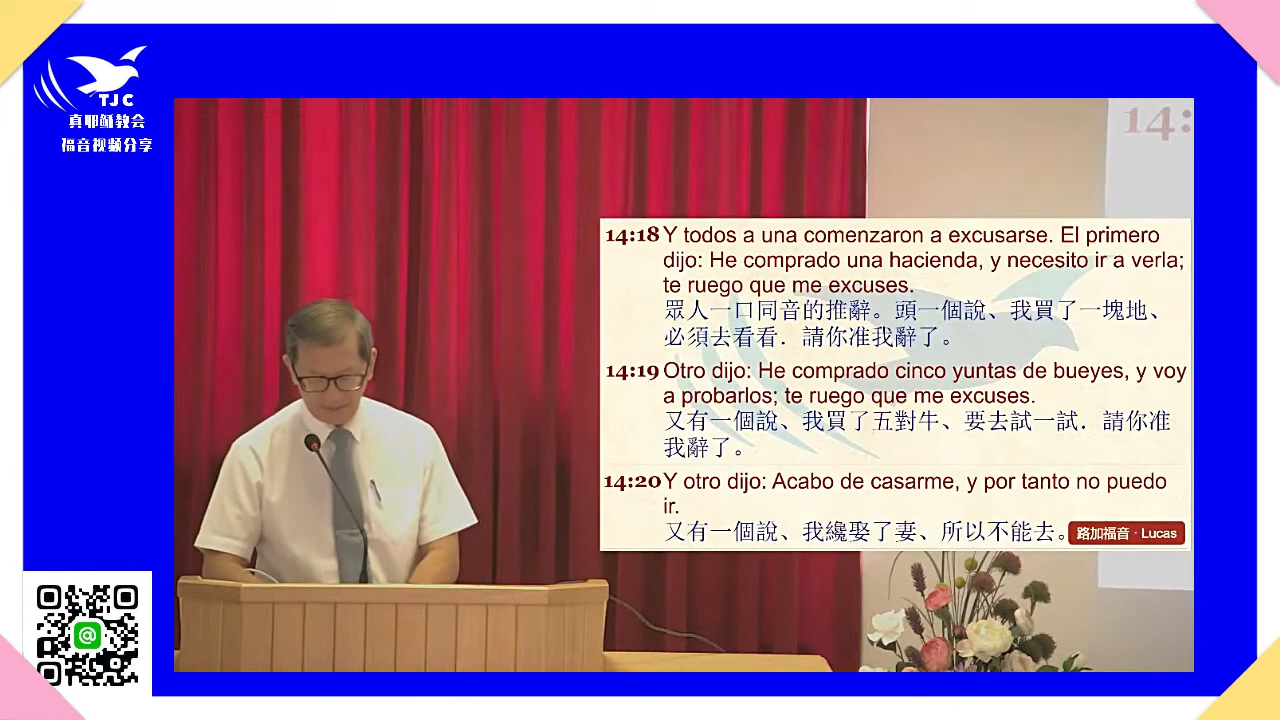 TJC
真耶稣教会
福音视频分享
14:
14:18 Y todos a una comenzaron a excusarse. El primero
dijo: He comprado una hacienda, y necesito ir a verla;
te ruego que me excuses.
眾人一口同音的推辭。頭一個說、我買了一塊地、
必須去看看．請你准我辭了。
14:19 Otro dijo: He comprado cinco yuntas de bueyes, y voy
a probarlos; te ruego que me excuses.
又有一個說、我買了五對牛、要去試一試．請你准
我辭了。
14:20 Y otro dijo: Acabo de casarme, y por tanto no puedo
ir.
又有一個說、我纔娶了妻、所以不能去。
路加福音 · Lucas
@